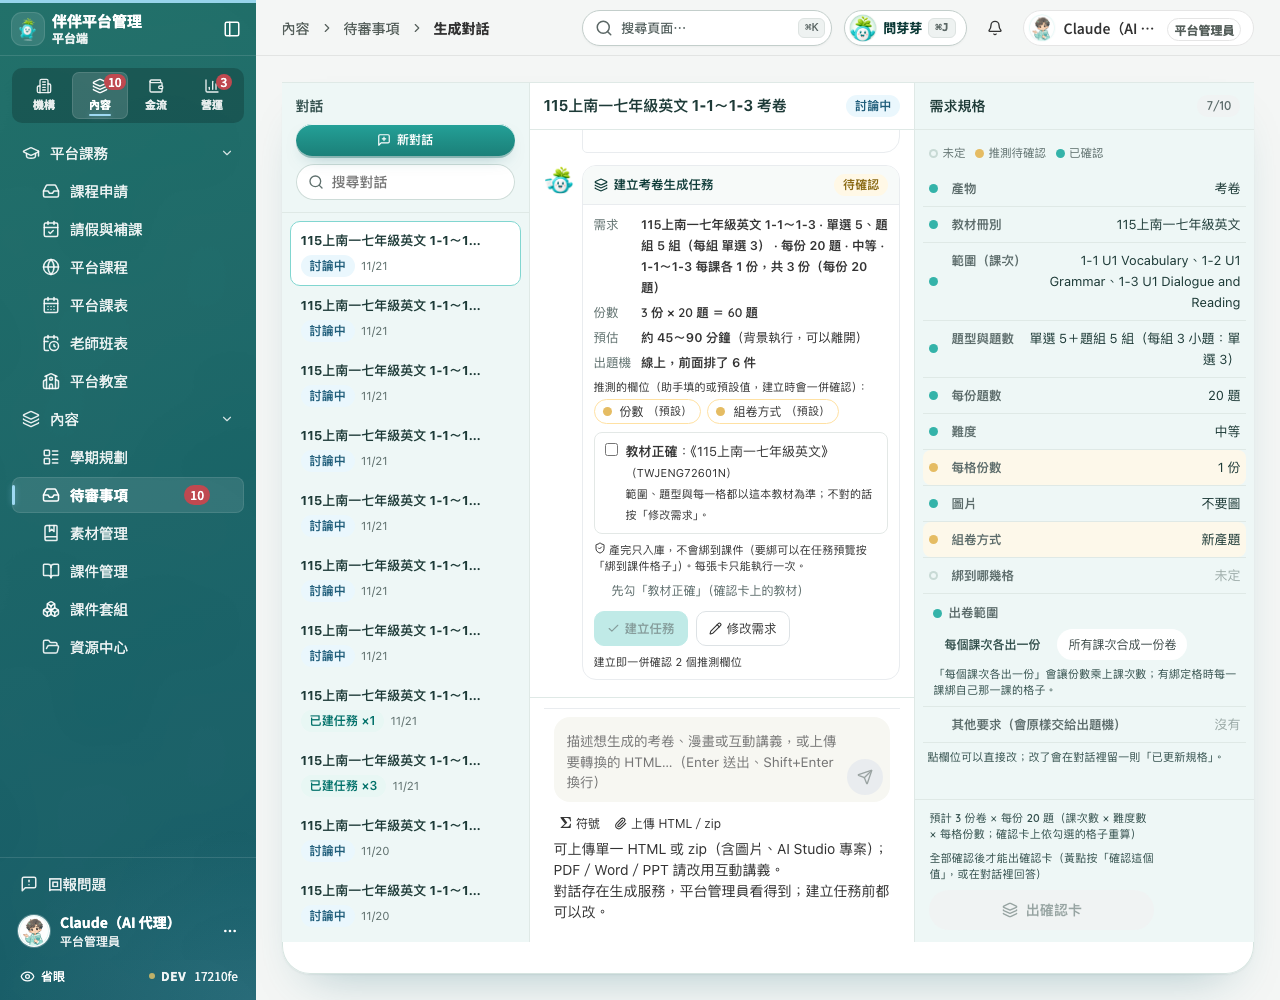 伴伴平台管理
平台端
機構
內容
10
金流
營運
3
平台課務
課程申請
請假與補課
平台課程
平台課表
老師班表
平台教室
內容
學期規劃
待審事項
10
素材管理
課件管理
課件套組
資源中心
回報問題
Claude（AI 代理）
平台管理員
省眼
DEV 17210fe
內容 > 待審事項 > 生成對話
搜尋頁面…
⌘K
問芽芽
⌘J
Claude（AI …
平台管理員
對話
新對話
搜尋對話
115上南一七年級英文 1-1～1...
討論中 11/21
115上南一七年級英文 1-1～1...
討論中 11/21
115上南一七年級英文 1-1～1...
討論中 11/21
115上南一七年級英文 1-1～1...
討論中 11/21
115上南一七年級英文 1-1～1...
討論中 11/21
115上南一七年級英文 1-1～1...
討論中 11/21
115上南一七年級英文 1-1～1...
討論中 11/21
115上南一七年級英文 1-1～1...
已建任務 ×1 11/21
115上南一七年級英文 1-1～1...
已建任務 ×3 11/21
115上南一七年級英文 1-1～1...
討論中 11/20
115上南一七年級英文 1-1～1...
討論中 11/20
115上南一七年級英文 1-1～1-3 考卷
討論中
建立考卷生成任務
待確認
需求 115上南一七年級英文 1-1～1-3 · 單選 5、題
組 5 組（每組 單選 3） · 每份 20 題 · 中等 ·
1-1～1-3 每課各 1 份，共 3 份（每份 20
題）
份數 3 份 × 20 題 ＝ 60 題
預估 約 45～90 分鐘（背景執行，可以離開）
出題機 線上，前面排了 6 件
推測的欄位（助手填的或預設值，建立時會一併確認）：
份數 （預設）
組卷方式 （預設）
教材正確：《115上南一七年級英文》
（TWJENG72601N）
範圍、題型與每一格都以這本教材為準；不對的話
按「修改需求」。
產完只入庫，不會綁到課件（要綁可以在任務預覽按
「綁到課件格子」）。每張卡只能執行一次。
先勾「教材正確」（確認卡上的教材）
建立任務
修改需求
建立即一併確認 2 個推測欄位
描述想生成的考卷、漫畫或互動講義，或上傳
要轉換的 HTML…（Enter 送出、Shift+Enter
換行）
符號
上傳 HTML / zip
可上傳單一 HTML 或 zip（含圖片、AI Studio 專案）；
PDF / Word / PPT 請改用互動講義。
對話存在生成服務，平台管理員看得到；建立任務前都
可以改。
需求規格
7/10
未定 推測待確認 已確認
產物 考卷
教材冊別 115上南一七年級英文
範圍（課次） 1-1 U1 Vocabulary、1-2 U1
Grammar、1-3 U1 Dialogue and
Reading
題型與題數 單選 5＋題組 5 組（每組 3 小題：單
選 3）
每份題數 20 題
難度 中等
每格份數 1 份
圖片 不要圖
組卷方式 新產題
綁到哪幾格 未定
出卷範圍
每個課次各出一份
所有課次合成一份卷
「每個課次各出一份」會讓份數乘上課次數；有綁定格時每一
課綁自己那一課的格子。
其他要求（會原樣交給出題機） 沒有
點欄位可以直接改；改了會在對話裡留一則「已更新規格」。
預計 3 份卷 × 每份 20 題（課次數 × 難度數
× 每格份數；確認卡上依勾選的格子重算）
全部確認後才能出確認卡（黃點按「確認這個
值」，或在對話裡回答）
出確認卡